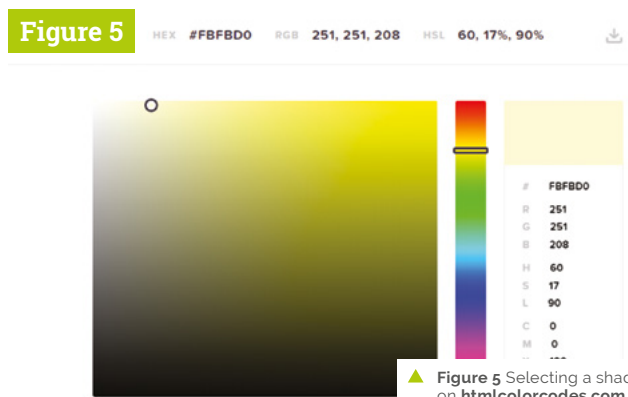 Figure 5
HEX #FBFBD0 RGB 251, 251, 208 HSL 60, 17%, 90%
# FBFBD0
R 251
G 251
B 208
H 60
S 17
L 90
C 0
M 0
Figure 5 Selecting a
on htmlcolorcodes.com